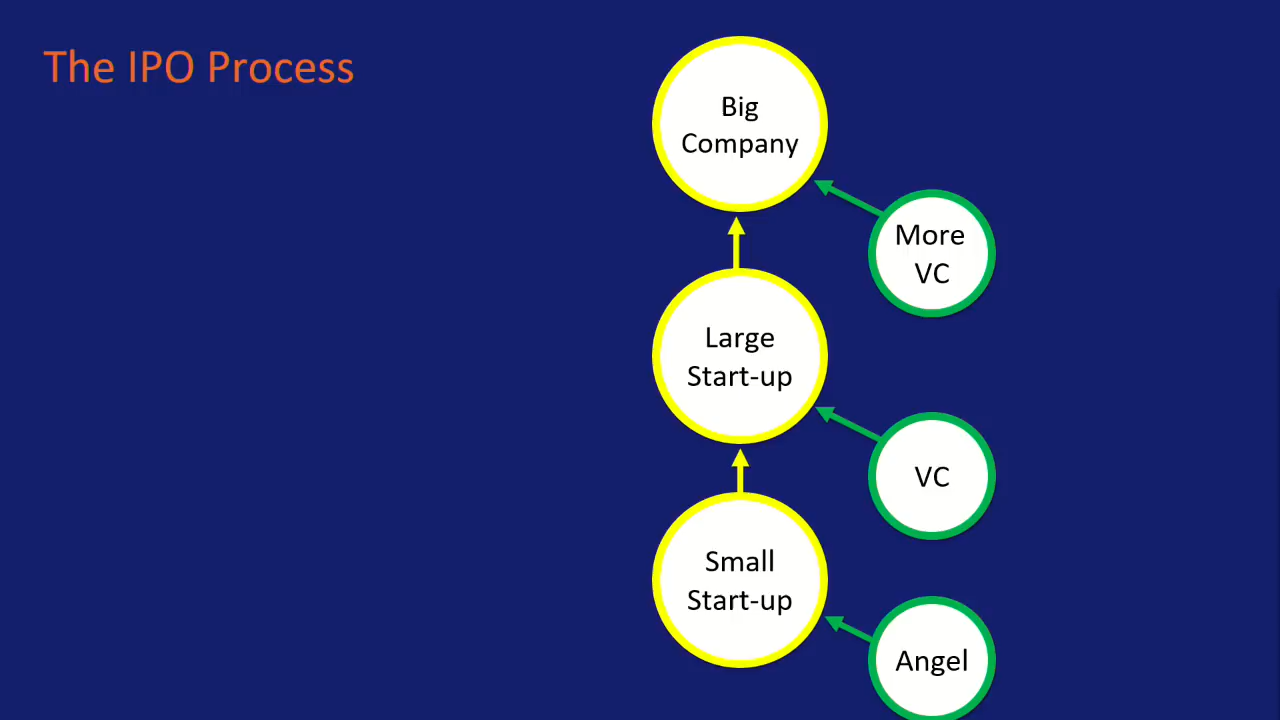 The IPO Process
Big
Company
More
VC
Large
Start-up
VC
Small
Start-up
Angel